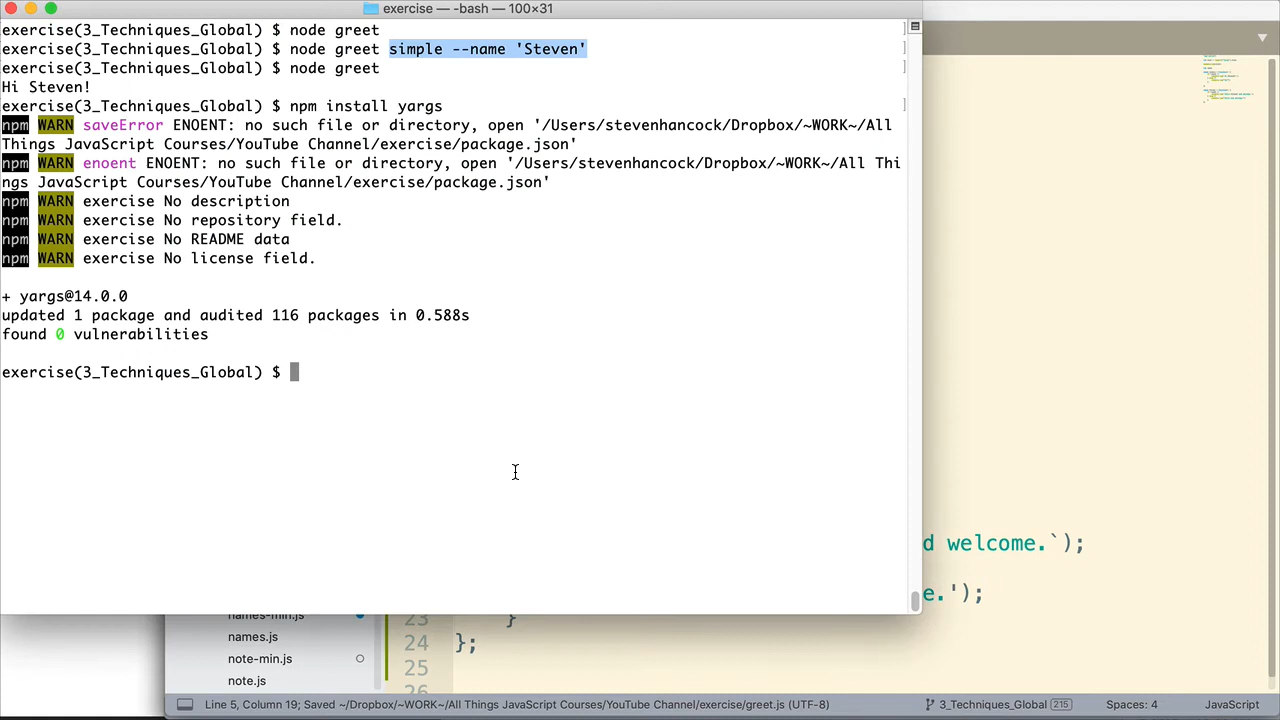 exercise — -bash — 100×31
exercise(3_Techniques_Global) $ node greet
exercise(3_Techniques_Global) $ node greet simple --name 'Steven'
exercise(3_Techniques_Global) $ node greet
Hi Steven!
exercise(3_Techniques_Global) $ npm install yargs
npm WARN saveError ENOENT: no such file or directory, open '/Users/stevenhancock/Dropbox/~WORK~/All
Things JavaScript Courses/YouTube Channel/exercise/package.json'
npm WARN enoent ENOENT: no such file or directory, open '/Users/stevenhancock/Dropbox/~WORK~/All Thi
ngs JavaScript Courses/YouTube Channel/exercise/package.json'
npm WARN exercise No description
npm WARN exercise No repository field.
npm WARN exercise No README data
npm WARN exercise No license field.
+ yargs@14.0.0
updated 1 package and audited 116 packages in 0.588s
found 0 vulnerabilities
exercise(3_Techniques_Global) $
d welcome.`);
e.');
names-min.js
names.js
note-min.js
note.js
23 }
24 };
25
26
Line 5, Column 19; Saved ~/Dropbox/~WORK~/All Things JavaScript Courses/YouTube Channel/exercise/greet.js (UTF-8)
3_Techniques_Global 215
Spaces: 4
JavaScript